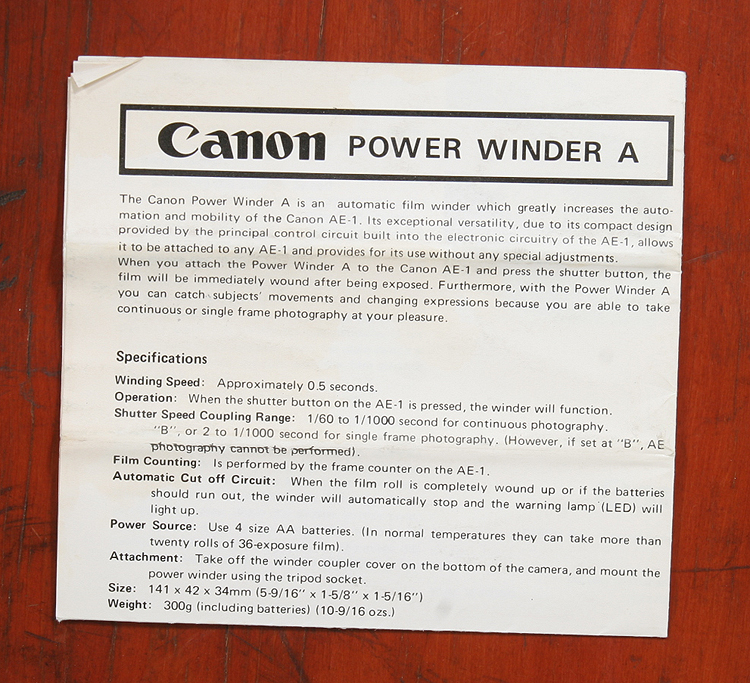 Canon POWER WINDER A
The Canon Power Winder A is an automatic film winder which greatly increases the auto-
mation and mobility of the Canon AE-1. Its exceptional versatility, due to its compact design
provided by the principal control circuit built into the electronic circuitry of the AE-1, allows
it to be attached to any AE-1 and provides for its use without any special adjustments.
When you attach the Power Winder A to the Canon AE-1 and press the shutter button, the
film will be immediately wound after being exposed. Furthermore, with the Power Winder A
you can catch subjects' movements and changing expressions because you are able to take
continuous or single frame photography at your pleasure.
Specifications
Winding Speed: Approximately 0.5 seconds.
Operation: When the shutter button on the AE-1 is pressed, the winder will function.
Shutter Speed Coupling Range: 1/60 to 1/1000 second for continuous photography.
"B", or 2 to 1/1000 second for single frame photography. (However, if set at "B", AE
photography cannot be performed).
Film Counting: Is performed by the frame counter on the AE-1.
Automatic Cut off Circuit: When the film roll is completely wound up or if the batteries
should run out, the winder will automatically stop and the warning lamp (LED) will
light up.
Power Source: Use 4 size AA batteries. (In normal temperatures they can take more than
twenty rolls of 36-exposure film).
Attachment: Take off the winder coupler cover on the bottom of the camera, and mount the
power winder using the tripod socket.
Size: 141 x 42 x 34mm (5-9/16" x 1-5/8" x 1-5/16")
Weight: 300g (including batteries) (10-9/16 ozs.)